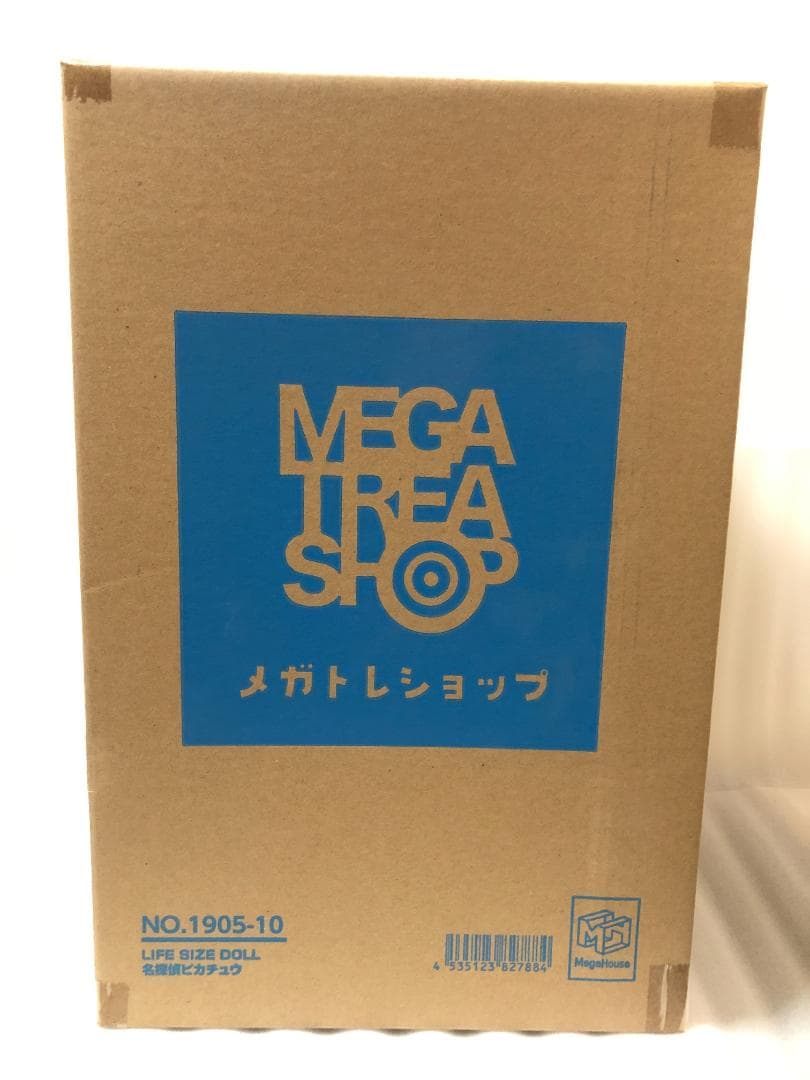 MEGA
TREA
SHOP
メガトレショップ
NO.1905-10
LIFE SIZE DOLL
名探偵ピカチュウ
4 535123 827884
MegaHouse